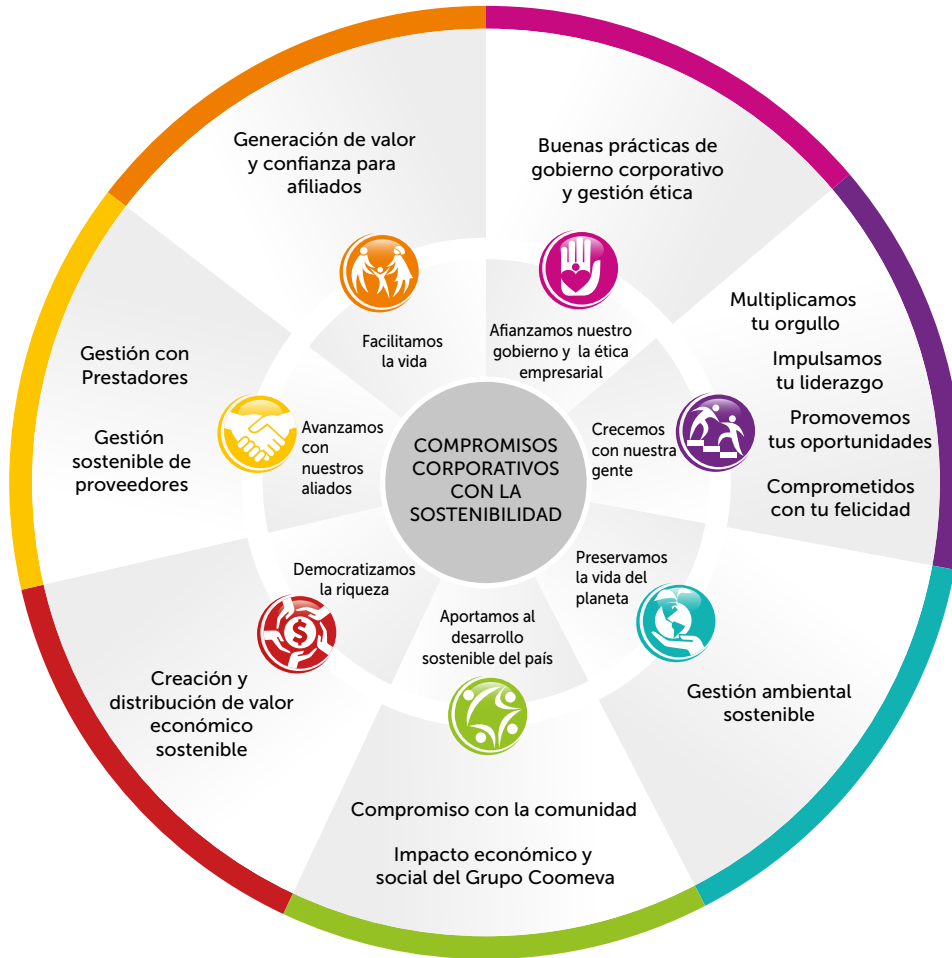 Generación de valor
y confianza para
afiliados
Buenas prácticas de
gobierno corporativo
y gestión ética
Multiplicamos
tu orgullo
Impulsamos
tu liderazgo
Promovemos
tus oportunidades
Comprometidos
con tu felicidad
Gestión ambiental
sostenible
Compromiso con la comunidad
Impacto económico y
social del Grupo Coomeva
Creación y
distribución de valor
económico
sostenible
Gestión con
Prestadores
Gestión
sostenible de
proveedores
Facilitamos
la vida
Afianzamos nuestro
gobierno y la ética
empresarial
Crecemos
con nuestra
gente
Preservamos
la vida del
planeta
Aportamos al
desarrollo
sostenible del país
Democratizamos
la riqueza
$
Avanzamos
con
nuestros
aliados
COMPROMISOS
CORPORATIVOS
CON LA
SOSTENIBILIDAD